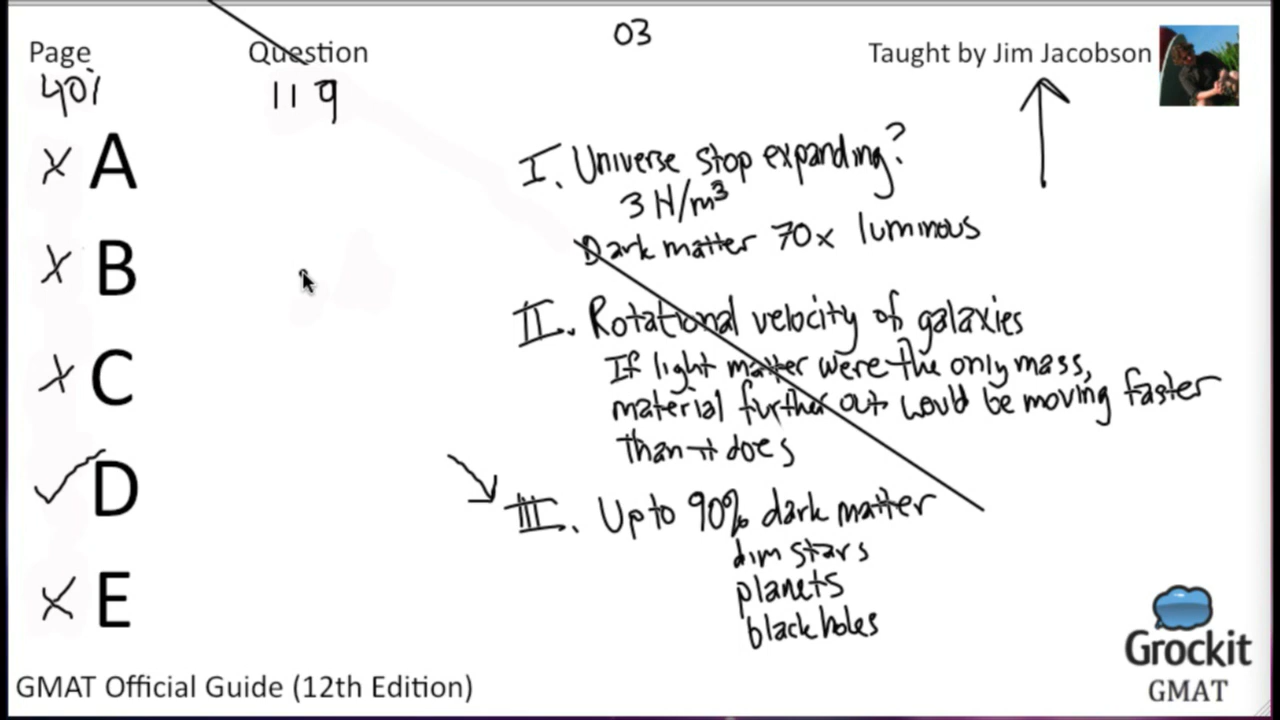 03
Page Question Taught by Jim Jacobson
401 119
A
B
C
D
E
I. Universe stop expanding?
3 H/m³
Dark matter 70x luminous
II. Rotational velocity of galaxies
If light matter were the only mass,
material further out would be moving faster
than it does
III. Up to 90% dark matter
dim stars
planets
black holes
Grockit
GMAT
GMAT Official Guide (12th Edition)